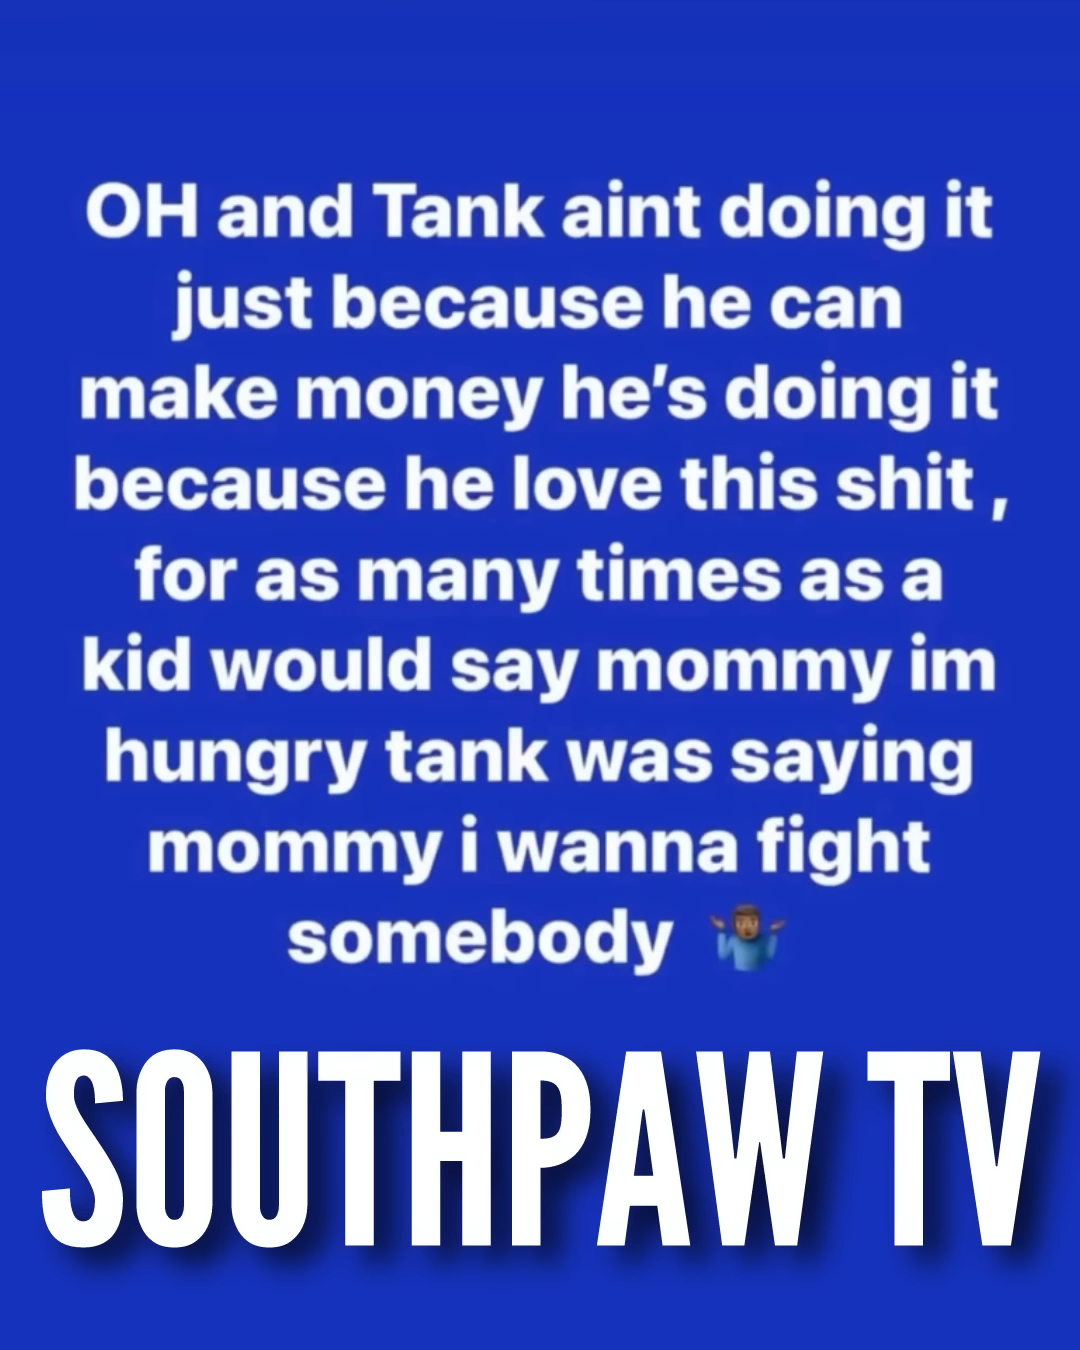 OH and Tank aint doing it
just because he can
make money he's doing it
because he love this shit ,
for as many times as a
kid would say mommy im
hungry tank was saying
mommy i wanna fight
somebody 🤷🏾‍♂️
SOUTHPAW TV